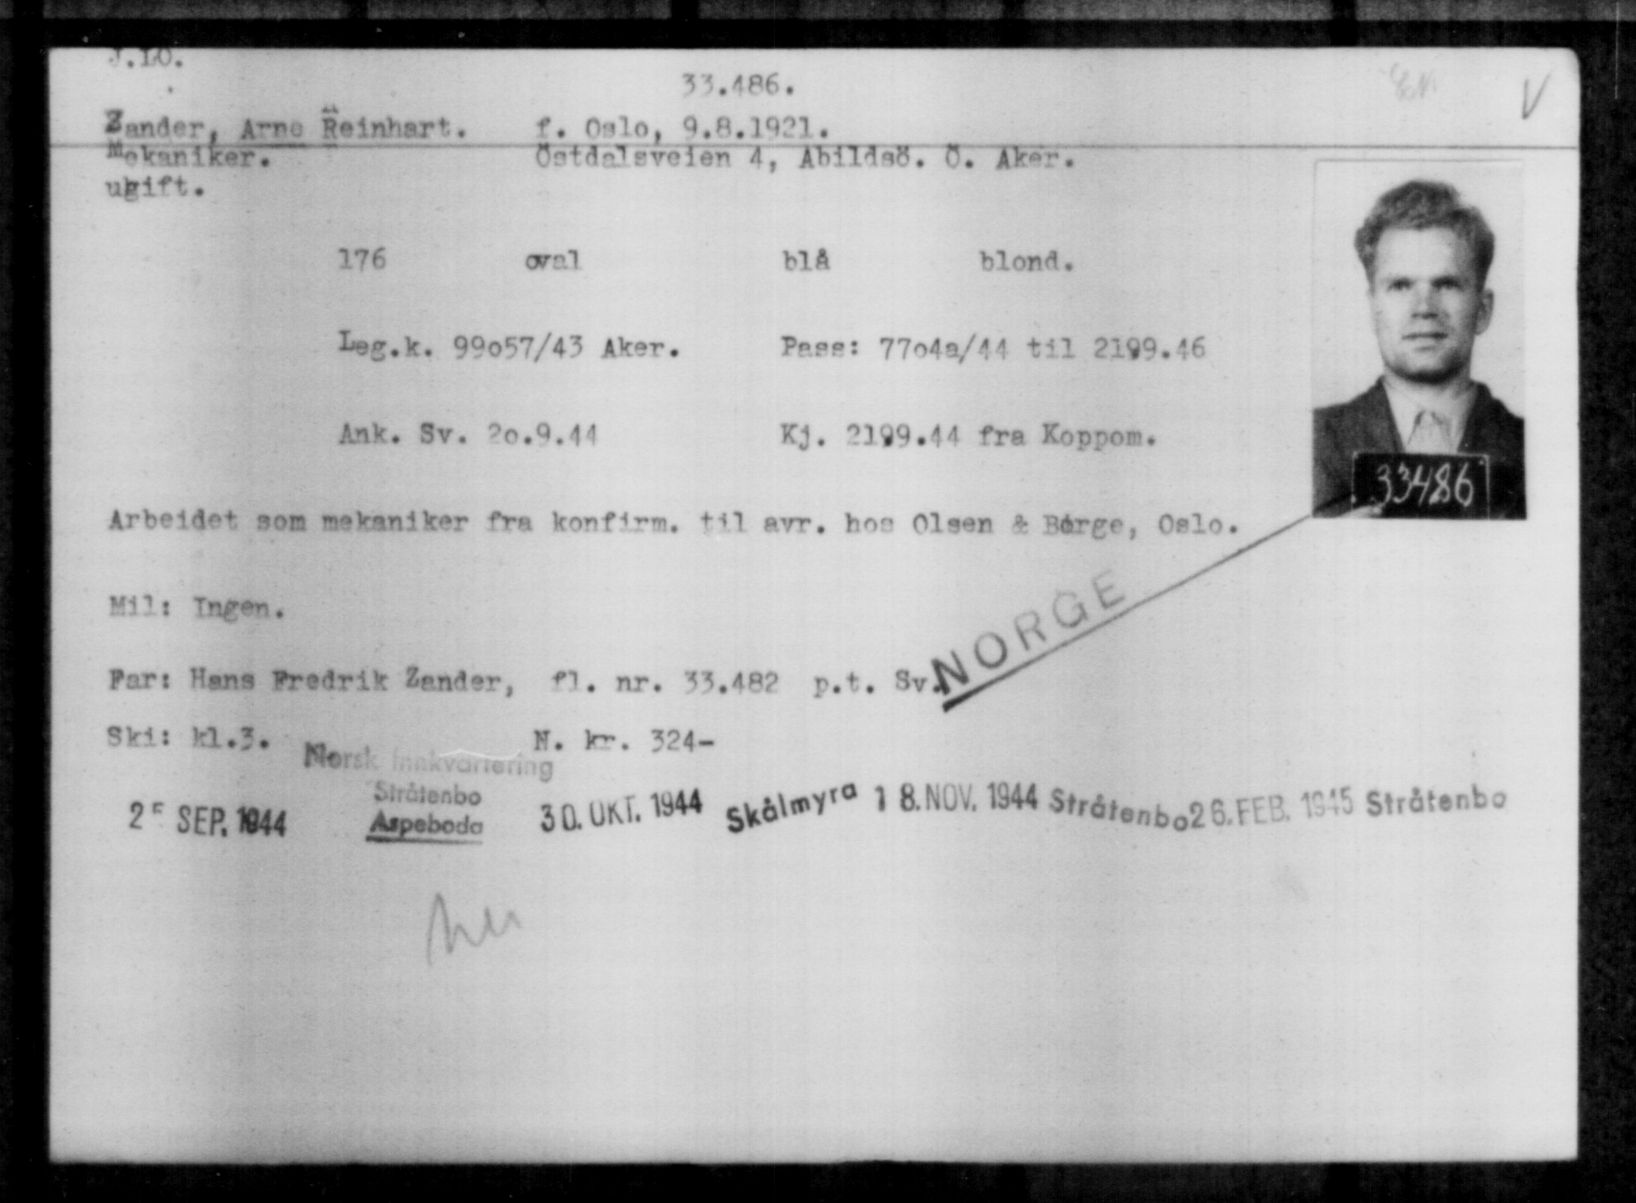 J.LO.
33.486.
Zander, Arne Reinhart. f. Oslo, 9.8.1921.
Mekaniker. Östdalsveien 4, Abildsö. Ö. Aker.
ugift.
176 oval blå blond.
Leg.k. 99o57/43 Aker. Pass: 77o4a/44 til 2199.46
Ank. Sv. 2o.9.44 Kj. 2199.44 fra Koppom.
33486
Arbeidet som mekaniker fra konfirm. til avr. hos Olsen & Børge, Oslo.
NORGE
Mil: Ingen.
Far: Hans Fredrik Zander, fl. nr. 33.482 p.t. Sv.
Ski: kl.3. N. kr. 324-
Norsk Innkvartering
Stråtenbo
Aspeboda
SEP. 1944 30. OKT. 1944 Skålmyra 18. NOV. 1944 Stråtenbo 26. FEB. 1945 Stråtenbo